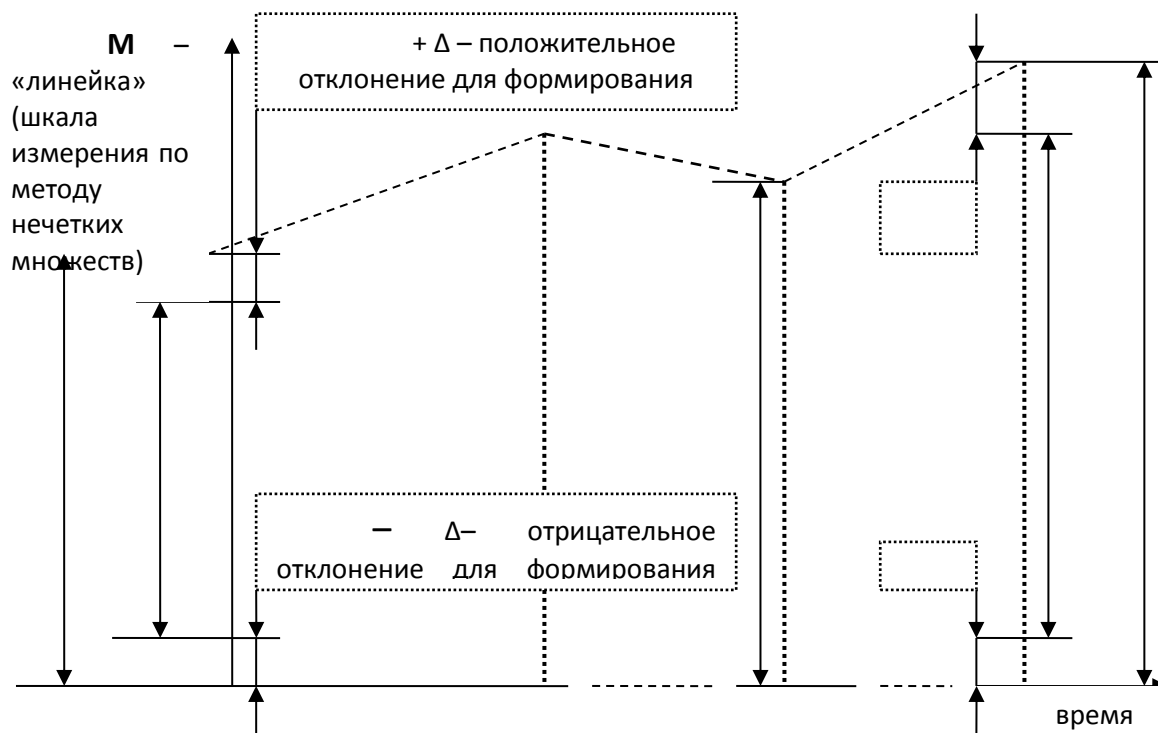 М –
«линейка»
(шкала
измерения по
методу
нечетких
множеств)
+ Δ – положительное
отклонение для формирования
– Δ– отрицательное
отклонение для формирования
время